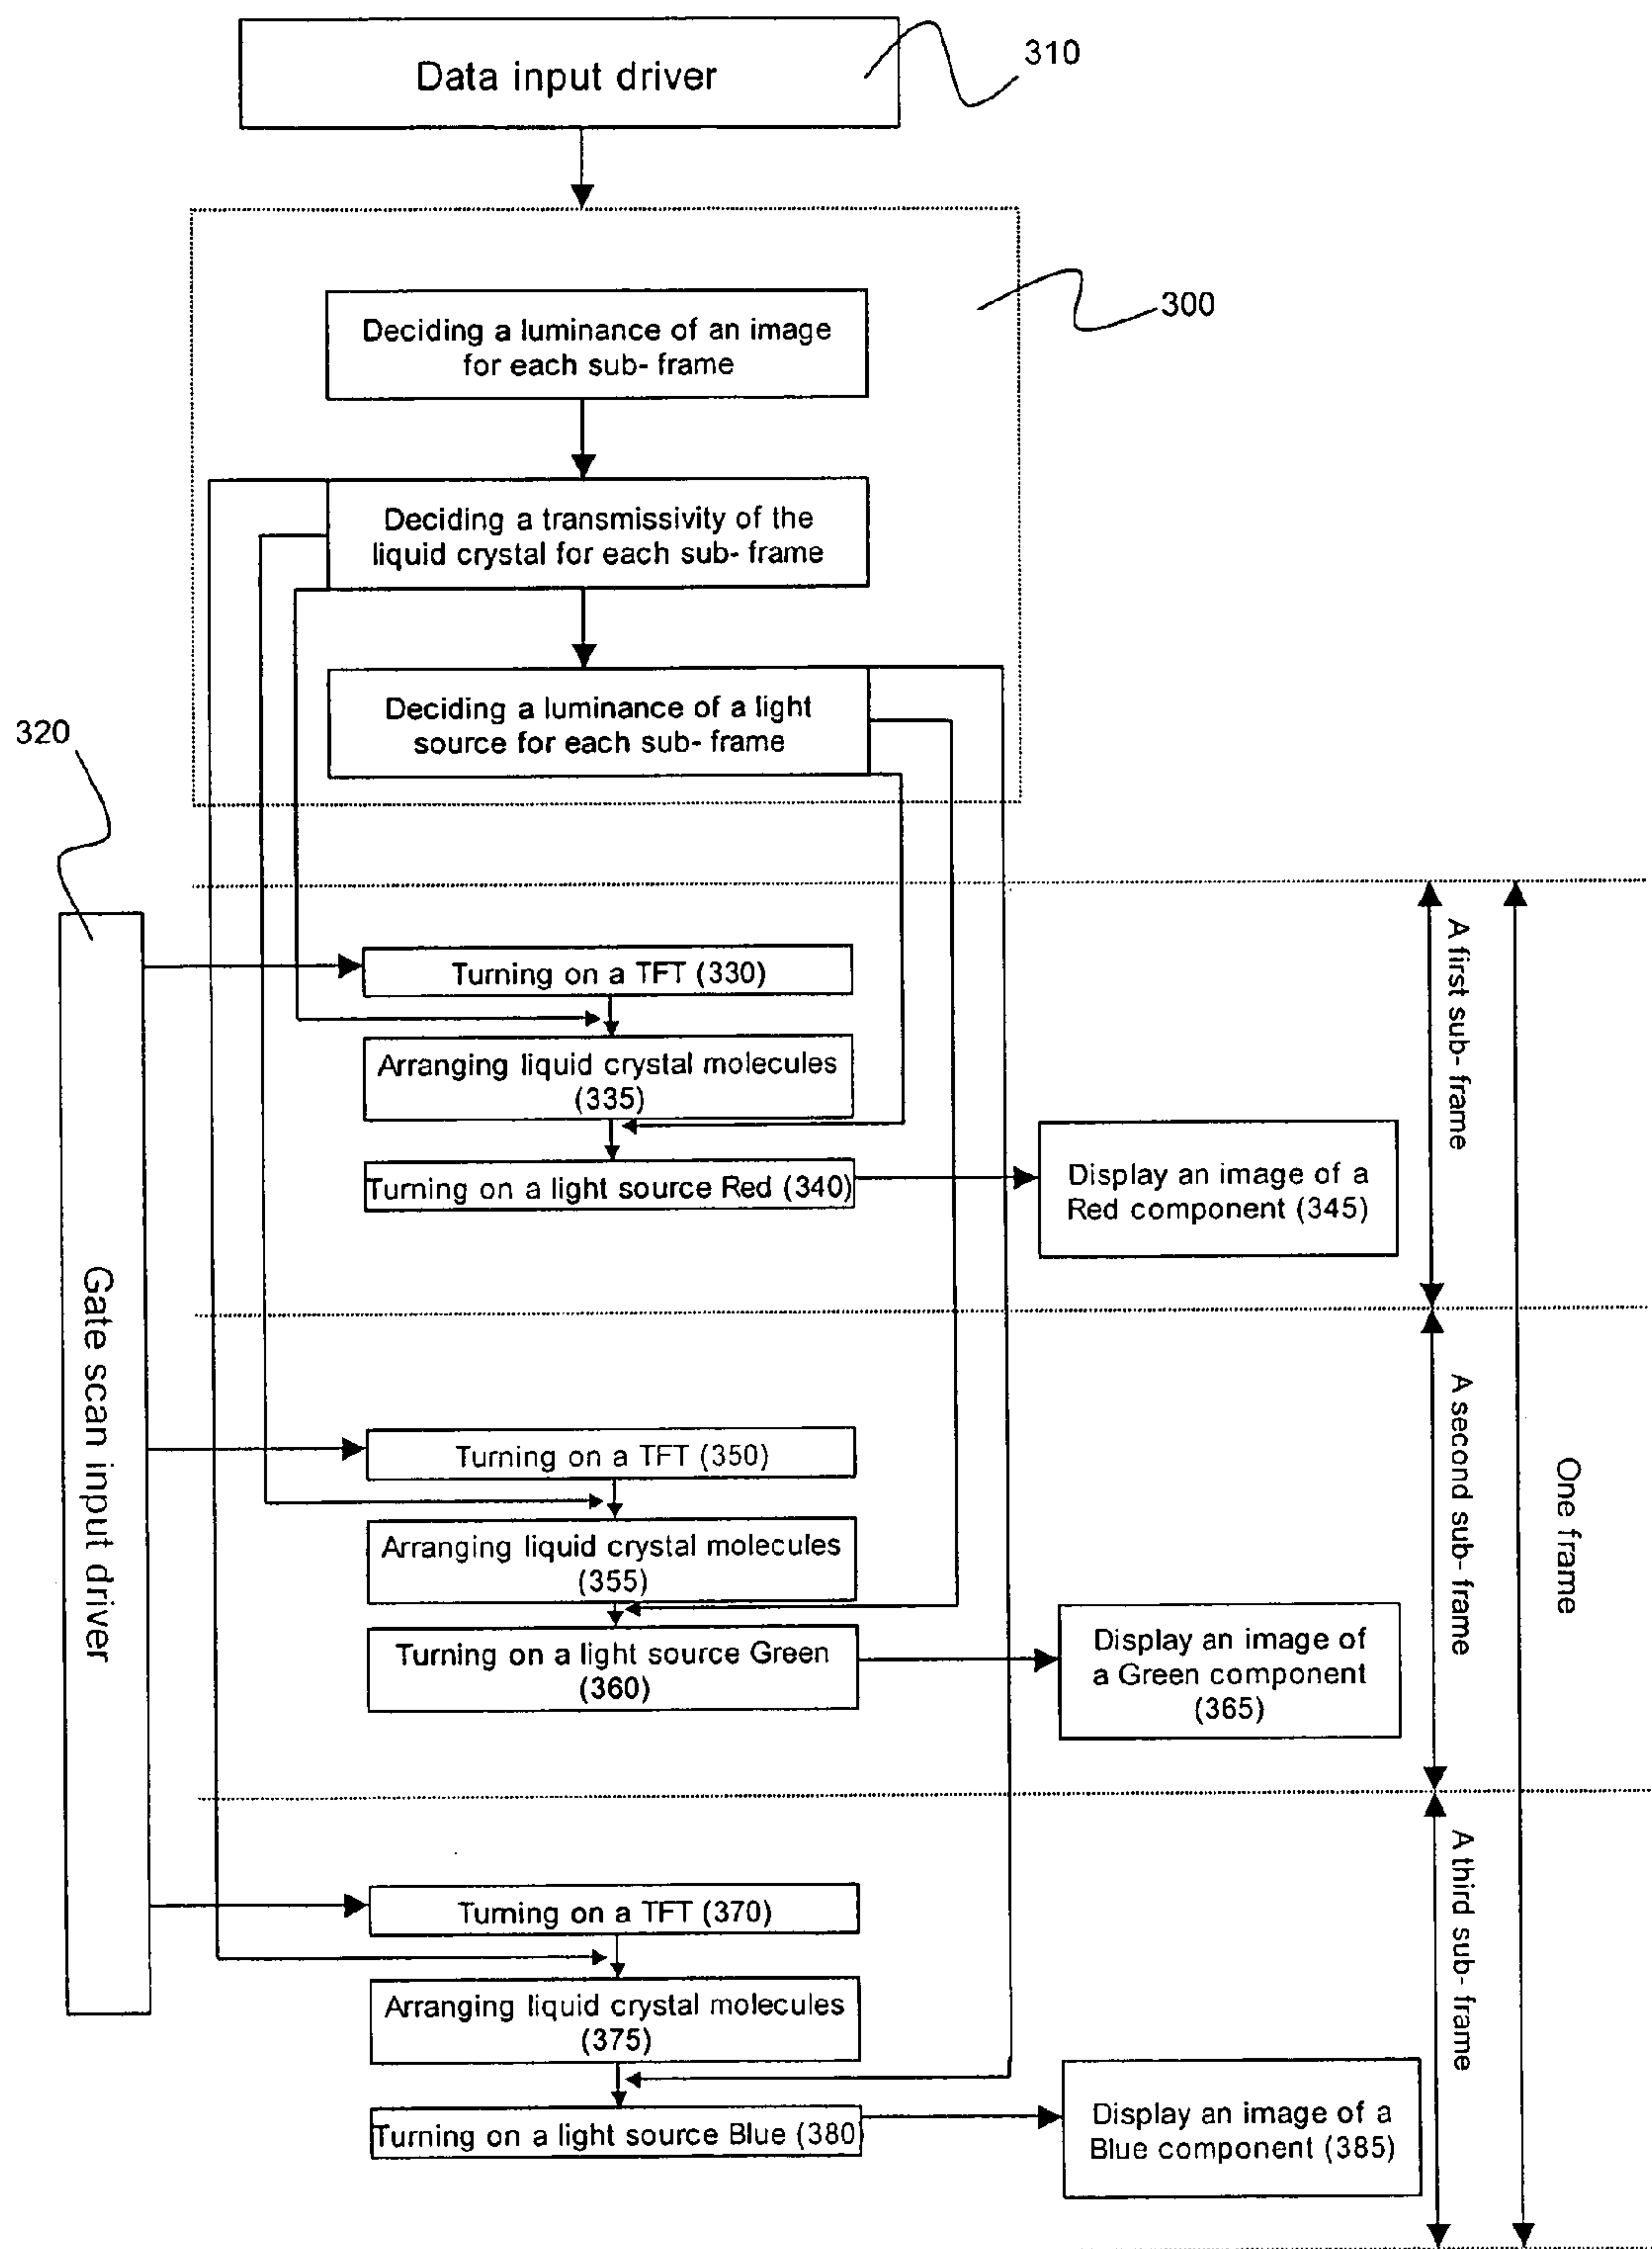 Data input driver
310
300
Deciding a luminance of an image
for each sub- frame
Deciding a transmissivity of the
liquid crystal for each sub- frame
Deciding a luminance of a light
source for each sub- frame
320
Gate scan input driver
Turning on a TFT (330)
Arranging liquid crystal molecules
(335)
Turning on a light source Red (340)
Display an image of a
Red component (345)
A first sub- frame
One frame
Turning on a TFT (350)
Arranging liquid crystal molecules
(355)
Turning on a light source Green
(360)
Display an image of
a Green component
(365)
A second sub- frame
Turning on a TFT (370)
Arranging liquid crystal molecules
(375)
Turning on a light source Blue (380)
Display an image of a
Blue component (385)
A third sub- frame